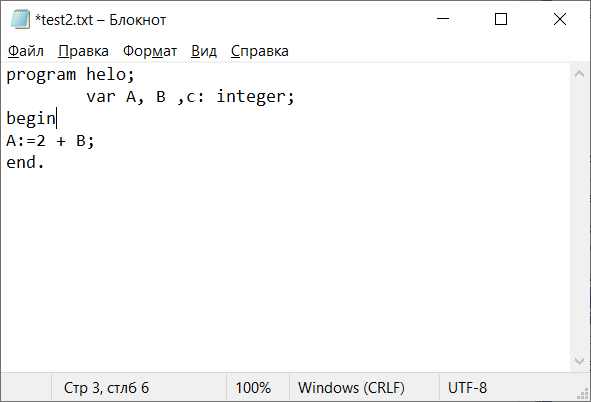 *test2.txt – Блокнот
Файл Правка Формат Вид Справка
program helo;
var A, B ,c: integer;
begin
A:=2 + B;
end.
Стр 3, стлб 6 100% Windows (CRLF) UTF-8